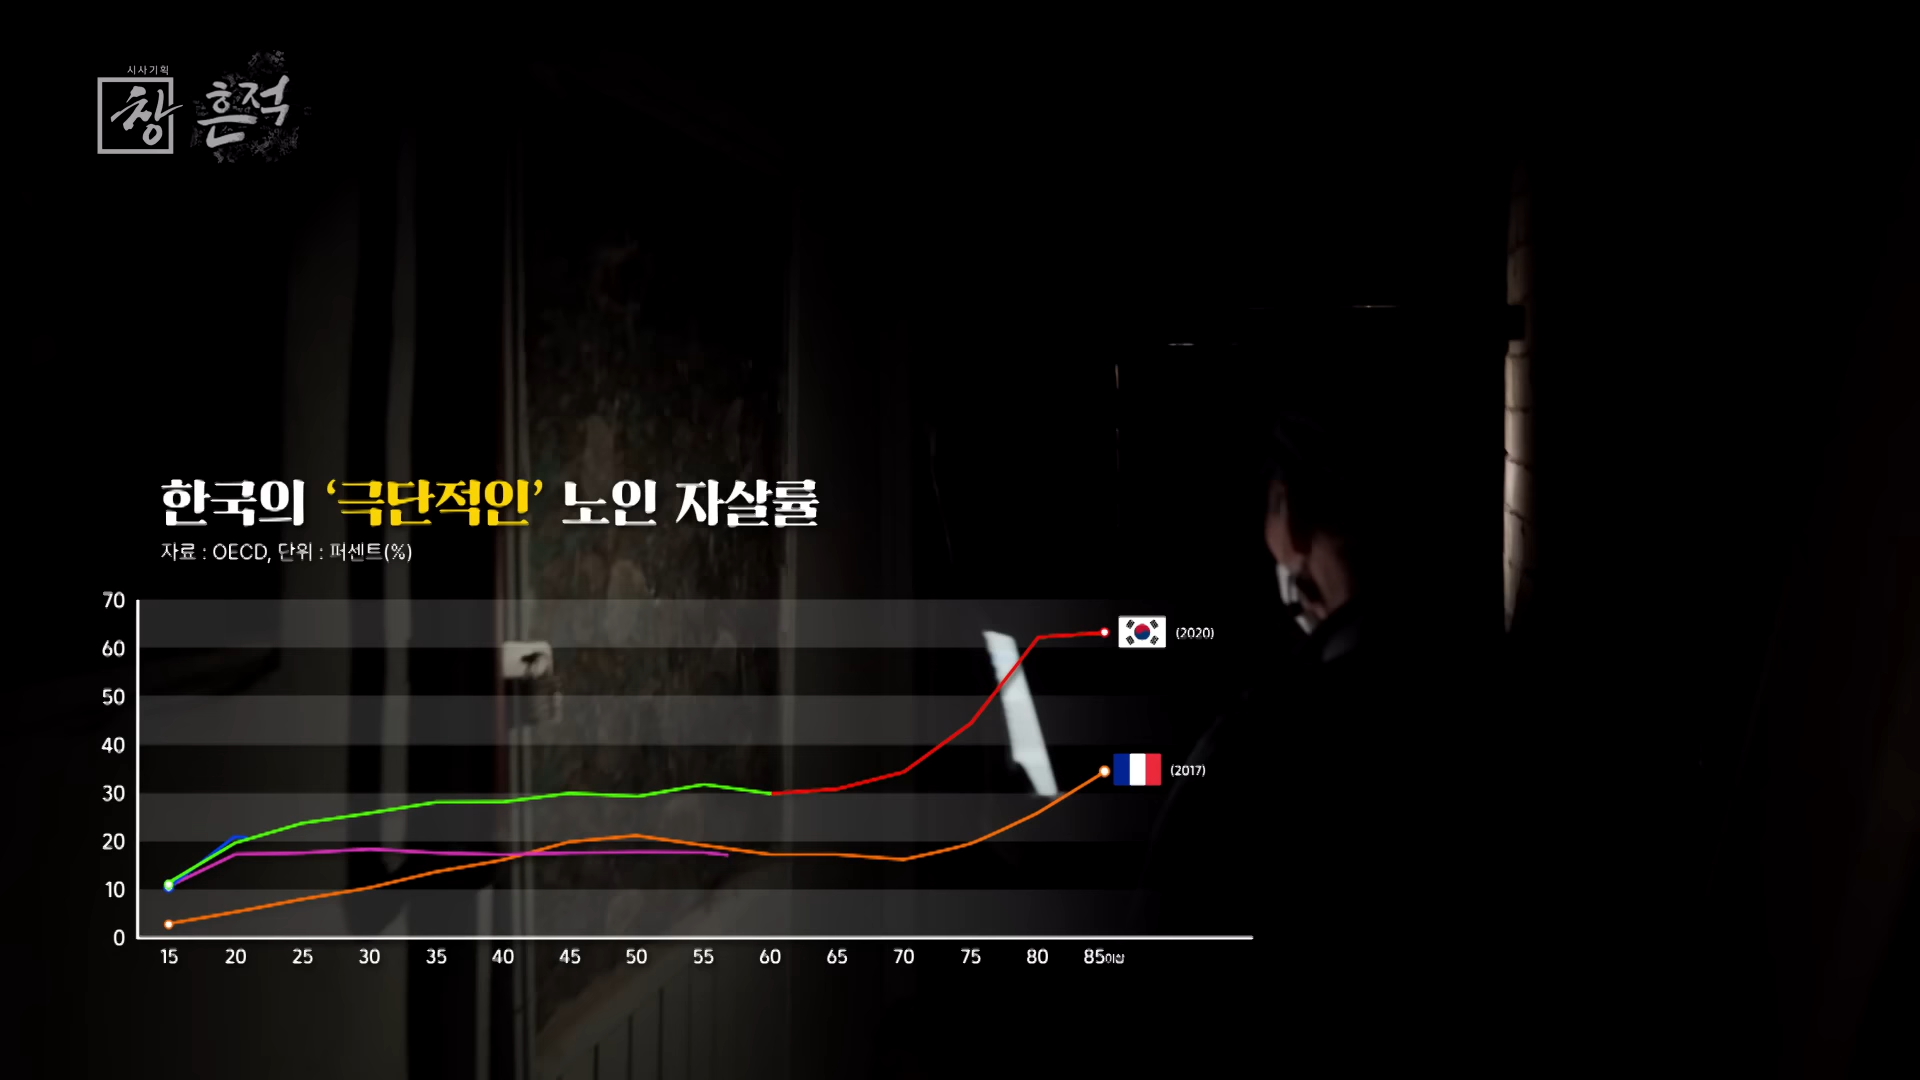 시사기획
창 흔적
한국의 ‘극단적인’ 노인 자살률
자료 : OECD, 단위 : 퍼센트(%)
70
60
50
40
30
20
10
0
(2020)
(2017)
15 20 25 30 35 40 45 50 55 60 65 70 75 80 85이상